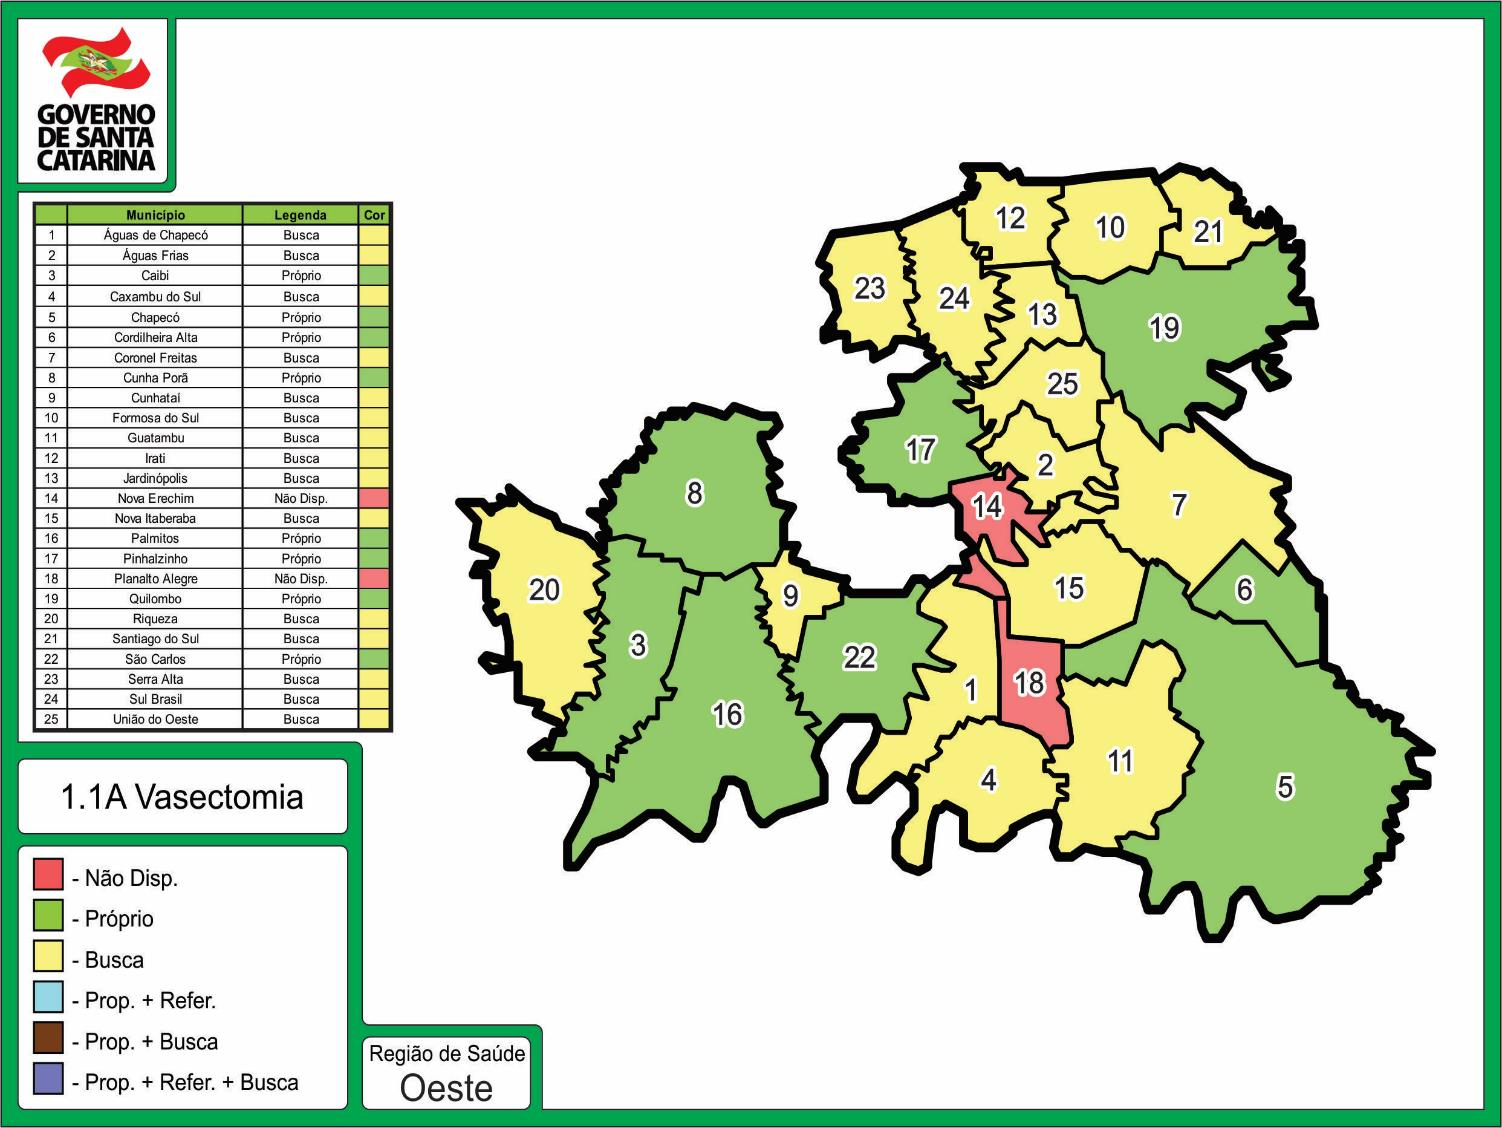 GOVERNO
DE SANTA
CATARINA
Município Legenda Cor
1 Águas de Chapecó Busca
2 Águas Frias Busca
3 Caibi Próprio
4 Caxambu do Sul Busca
5 Chapecó Próprio
6 Cordilheira Alta Próprio
7 Coronel Freitas Busca
8 Cunha Porã Próprio
9 Cunhataí Busca
10 Formosa do Sul Busca
11 Guatambu Busca
12 Irati Busca
13 Jardinópolis Busca
14 Nova Erechim Não Disp.
15 Nova Itaberaba Busca
16 Palmitos Próprio
17 Pinhalzinho Próprio
18 Planalto Alegre Não Disp.
19 Quilombo Próprio
20 Riqueza Busca
21 Santiago do Sul Busca
22 São Carlos Próprio
23 Serra Alta Busca
24 Sul Brasil Busca
25 União do Oeste Busca
12
10
21
23
24
13
19
25
17
2
8
14
7
20
9
15
6
3
22
18
1
16
11
4
5
1.1A Vasectomia
- Não Disp.
- Próprio
- Busca
- Prop. + Refer.
- Prop. + Busca
- Prop. + Refer. + Busca
Região de Saúde
Oeste